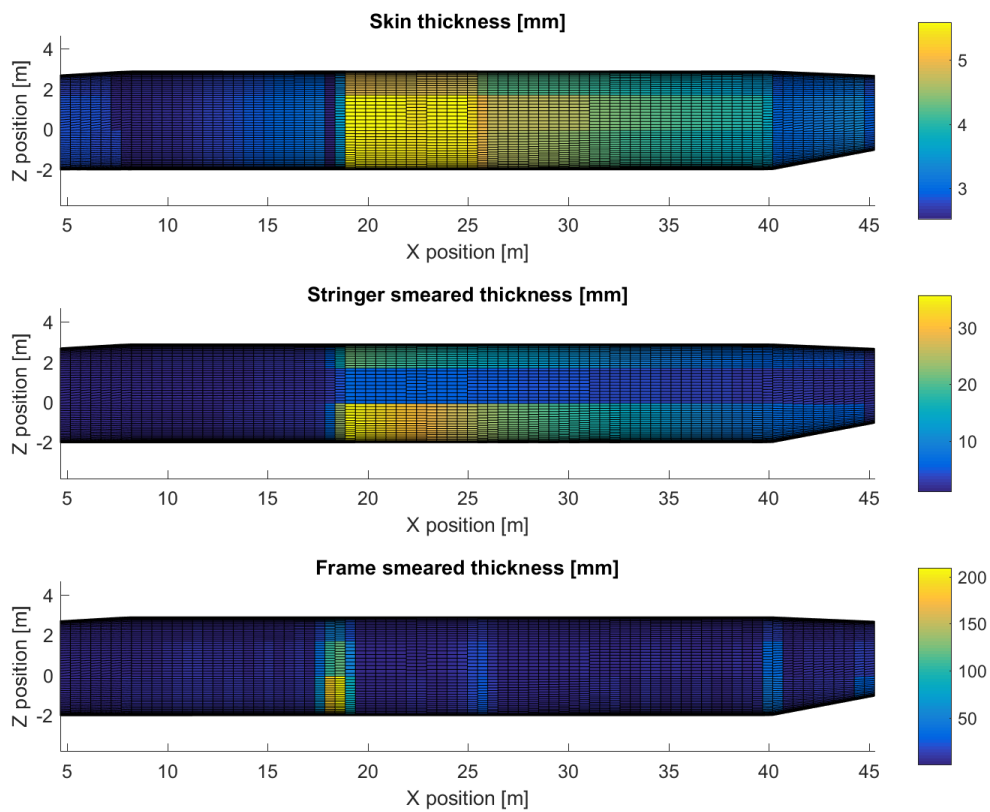 Skin thickness [mm]
4
2
0
-2
Z position [m]
5 10 15 20 25 30 35 40 45
X position [m]
5
4
3
Stringer smeared thickness [mm]
4
2
0
-2
Z position [m]
5 10 15 20 25 30 35 40 45
X position [m]
30
20
10
Frame smeared thickness [mm]
4
2
0
-2
Z position [m]
5 10 15 20 25 30 35 40 45
X position [m]
200
150
100
50